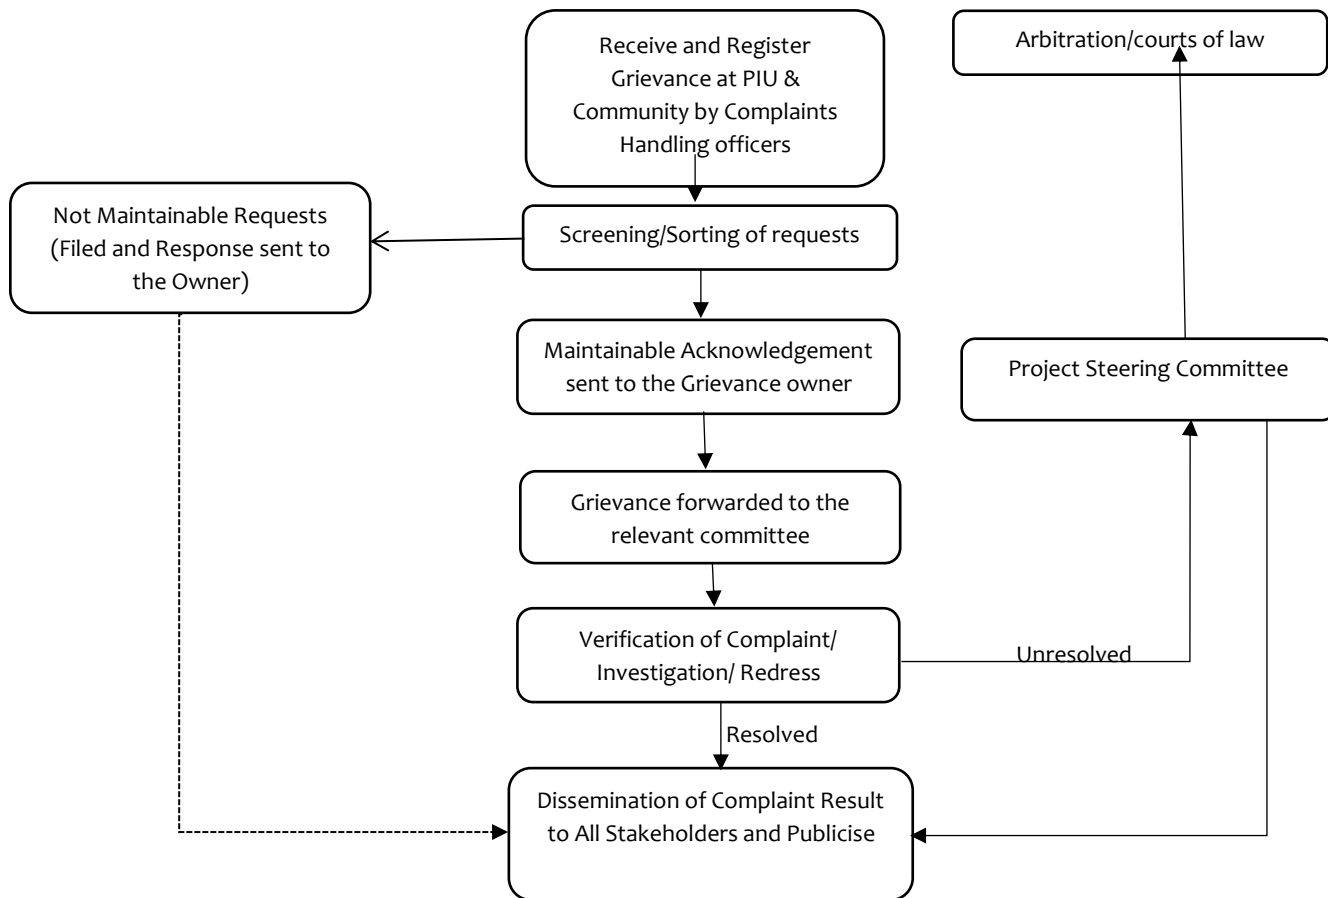 Receive and Register
Grievance at PIU &
Community by Complaints
Handling officers
Arbitration/courts of law
Not Maintainable Requests
(Filed and Response sent to
the Owner)
Screening/Sorting of requests
Maintainable Acknowledgement
sent to the Grievance owner
Project Steering Committee
Grievance forwarded to the
relevant committee
Verification of Complaint/
Investigation/ Redress
Unresolved
Resolved
Dissemination of Complaint Result
to All Stakeholders and Publicise